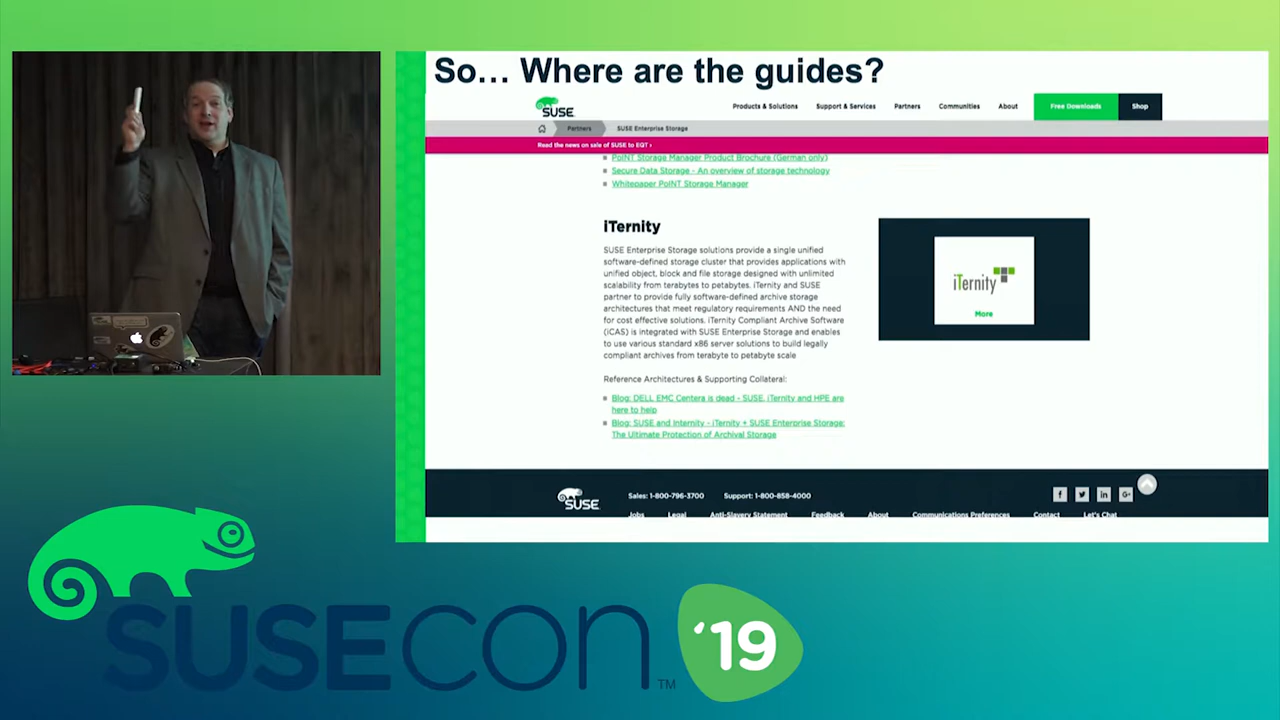 So... Where are the guides?
SUSE
Products & Solutions Support & Services Partners Communities About Free Downloads Shop
Partners SUSE Enterprise Storage
Read the news on sale of SUSE to EQT ›
PoINT Storage Manager Product Brochure (German only)
Secure Data Storage - An overview of storage technology
Whitepaper PoINT Storage Manager
iTernity
SUSE Enterprise Storage solutions provide a single unified
software-defined storage cluster that provides applications with
unified object, block and file storage designed with unlimited
scalability from terabytes to petabytes. iTernity and SUSE
partner to provide fully software-defined archive storage
architectures that meet regulatory requirements AND the need
for cost effective solutions. iTernity Compliant Archive Software
(iCAS) is integrated with SUSE Enterprise Storage and enables
to use various standard x86 server solutions to build legally
compliant archives from terabyte to petabyte scale
iTernity
More
Reference Architectures & Supporting Collateral:
Blog: DELL EMC Centera is dead - SUSE, iTernity and HPE are
here to help
Blog: SUSE and Internity - iTernity + SUSE Enterprise Storage:
The Ultimate Protection of Archival Storage
SUSE
Sales: 1-800-796-3700 Support: 1-800-858-4000
f in G+
Jobs Legal Anti-Slavery Statement Feedback About Communications Preferences Contact Let's Chat
SUSECON TM '19